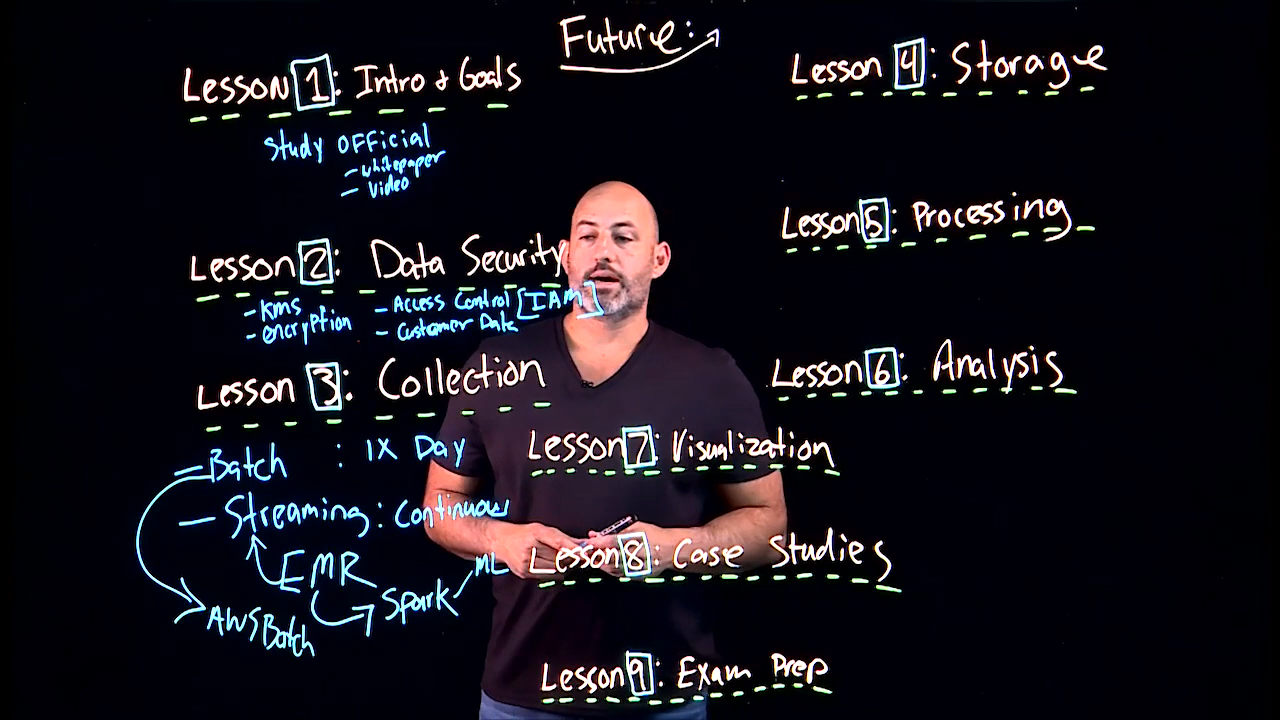 Future:
Lesson 1: Intro & Goals
Study Official
- whitepaper
- Video
Lesson 2: Data Security
- KMS
- encryption
- Access Control [IAM]
- Customer Data
Lesson 3: Collection
- Batch : 1X Day
- Streaming : Continuous
EMR
Spark
ML
AWS Batch
Lesson 4: Storage
Lesson 5: Processing
Lesson 6: Analysis
Lesson 7: Visualization
Lesson 8: Case Studies
Lesson 9: Exam Prep